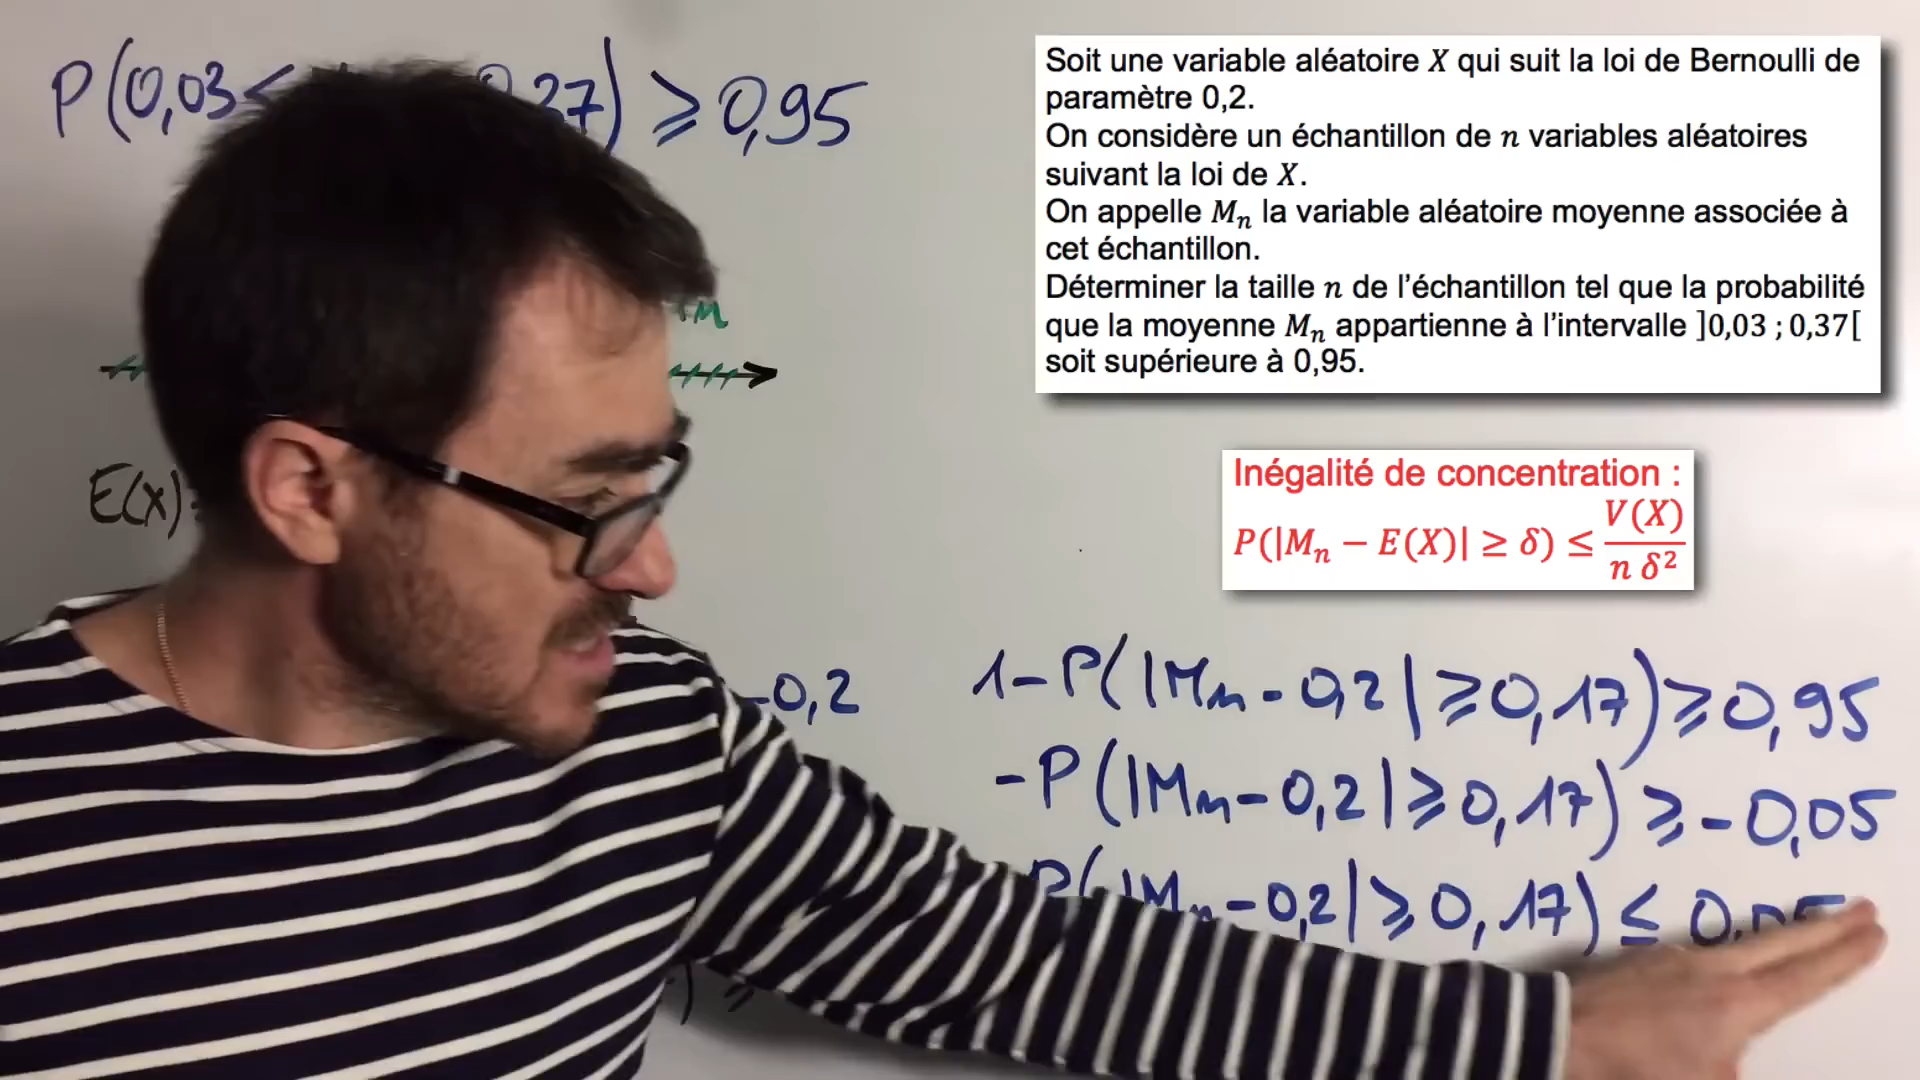 P(0,03 ≤ 0,37) ⩾ 0,95
Soit une variable aléatoire X qui suit la loi de Bernoulli de
paramètre 0,2.
On considère un échantillon de n variables aléatoires
suivant la loi de X.
On appelle Mₙ la variable aléatoire moyenne associée à
cet échantillon.
Déterminer la taille n de l’échantillon tel que la probabilité
que la moyenne Mₙ appartienne à l’intervalle ]0,03 ; 0,37[
soit supérieure à 0,95.
E(X)
Inégalité de concentration :
P(|Mₙ − E(X)| ≥ δ) ≤ V(X) / n δ²
-0,2
1-P(|Mₙ-0,2|⩾0,17)⩾0,95
-P(|Mₙ-0,2|⩾0,17)⩾-0,05
P(|Mₙ-0,2|⩾0,17) ≤ 0,05